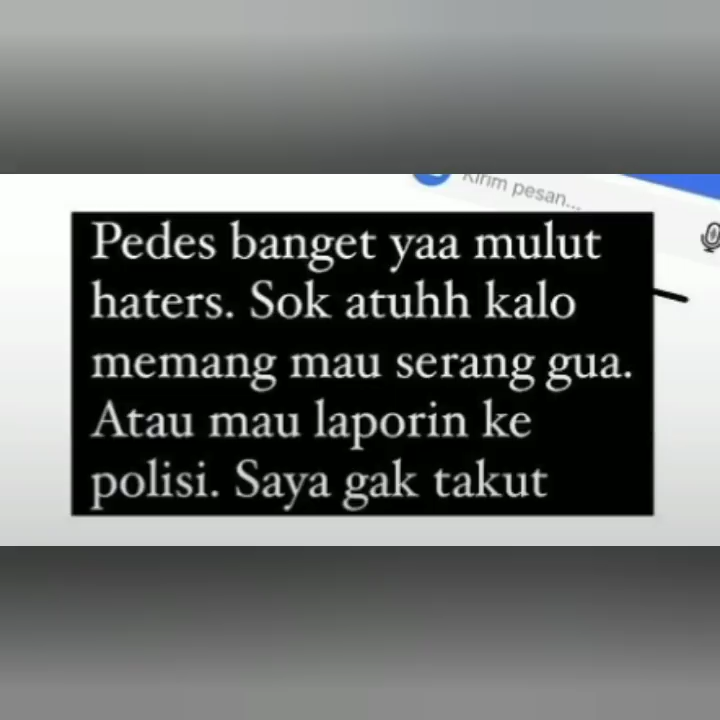 Kirim pesan...
Pedes banget yaa mulut
haters. Sok atuhh kalo
memang mau serang gua.
Atau mau laporin ke
polisi. Saya gak takut